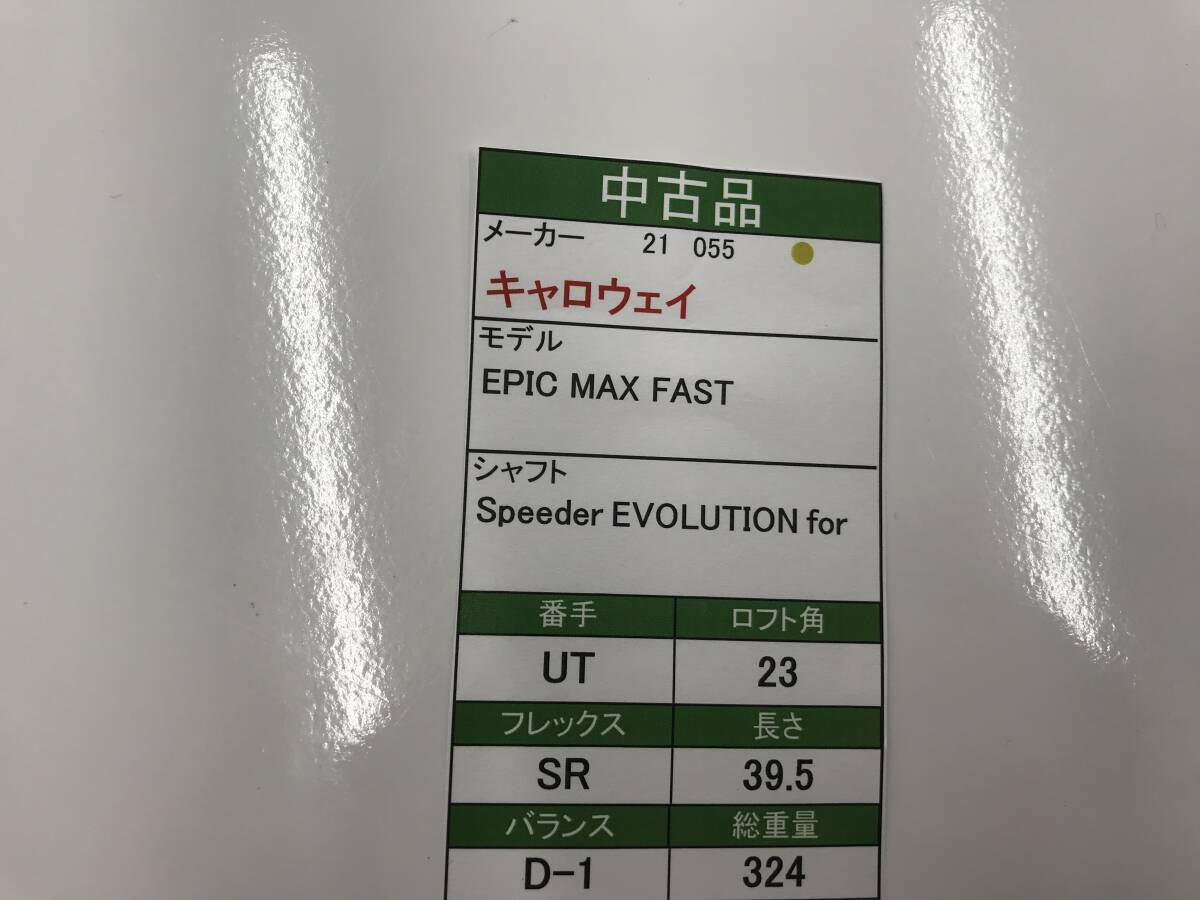 中古品
メーカー 21 055
キャロウェイ
モデル
EPIC MAX FAST
シャフト
Speeder EVOLUTION for
番手 ロフト角
UT 23
フレックス 長さ
SR 39.5
バランス 総重量
D-1 324